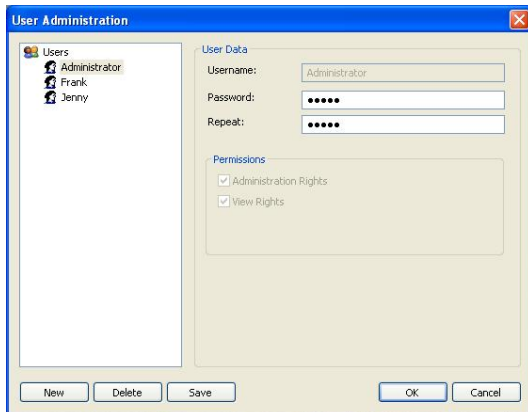 User Administration
Users
Administrator
Frank
Jenny
User Data
Username:
Administrator
Password:
●●●●●
Repeat:
●●●●●
Permissions
Administration Rights
View Rights
New
Delete
Save
OK
Cancel